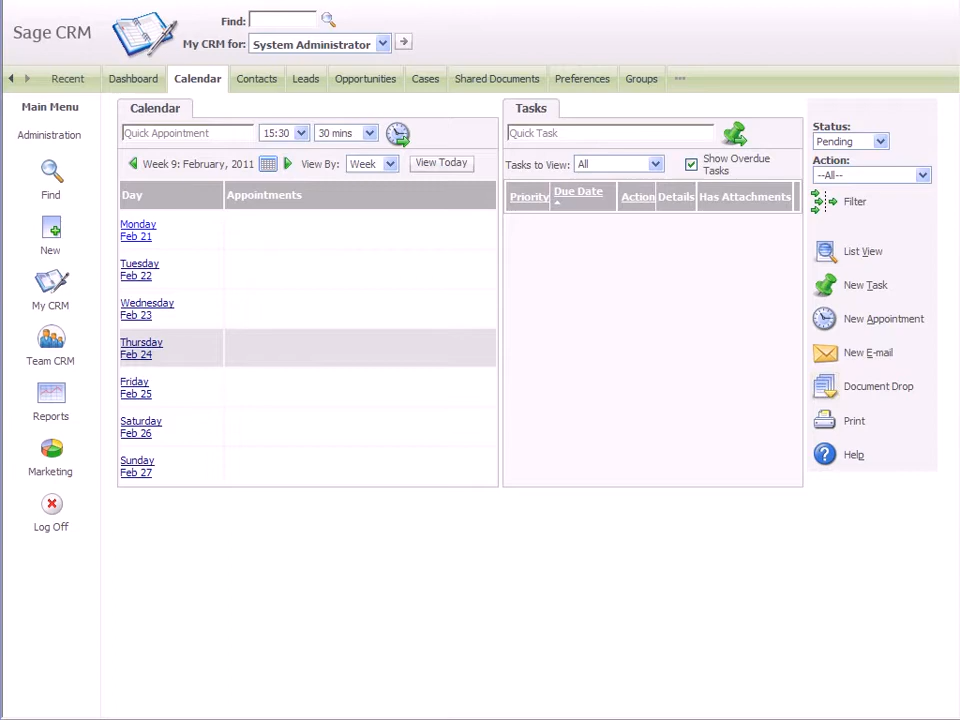 Sage CRM
Find:
My CRM for: System Administrator
Recent Dashboard Calendar Contacts Leads Opportunities Cases Shared Documents Preferences Groups
Main Menu
Administration
Find
New
My CRM
Team CRM
Reports
Marketing
Log Off
Calendar
Quick Appointment 15:30 30 mins
Week 9: February, 2011 View By: Week View Today
Day Appointments
Monday
Feb 21
Tuesday
Feb 22
Wednesday
Feb 23
Thursday
Feb 24
Friday
Feb 25
Saturday
Feb 26
Sunday
Feb 27
Tasks
Quick Task
Tasks to View: All Show Overdue
Tasks
Priority Due Date Action Details Has Attachments
Status:
Pending
Action:
--All--
Filter
List View
New Task
New Appointment
New E-mail
Document Drop
Print
Help